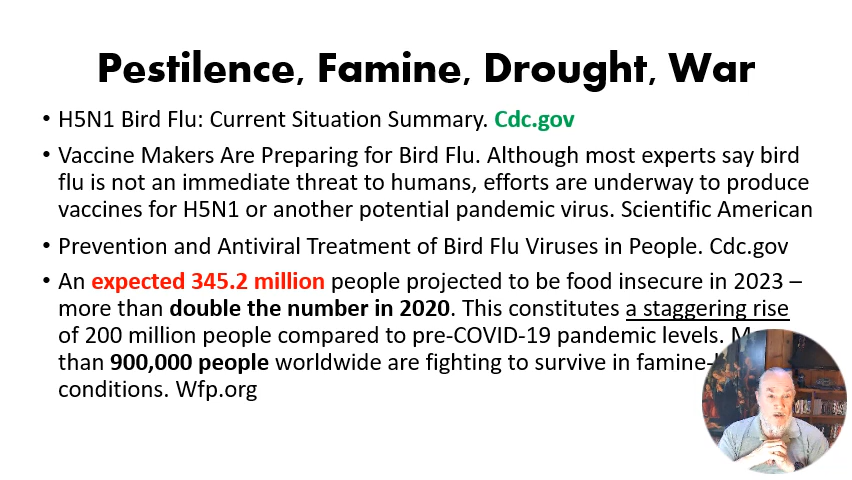 Pestilence, Famine, Drought, War
• H5N1 Bird Flu: Current Situation Summary. Cdc.gov
• Vaccine Makers Are Preparing for Bird Flu. Although most experts say bird
flu is not an immediate threat to humans, efforts are underway to produce
vaccines for H5N1 or another potential pandemic virus. Scientific American
• Prevention and Antiviral Treatment of Bird Flu Viruses in People. Cdc.gov
• An expected 345.2 million people projected to be food insecure in 2023 –
more than double the number in 2020. This constitutes a staggering rise
of 200 million people compared to pre-COVID-19 pandemic levels.
than 900,000 people worldwide are fighting to survive in famine-
conditions. Wfp.org